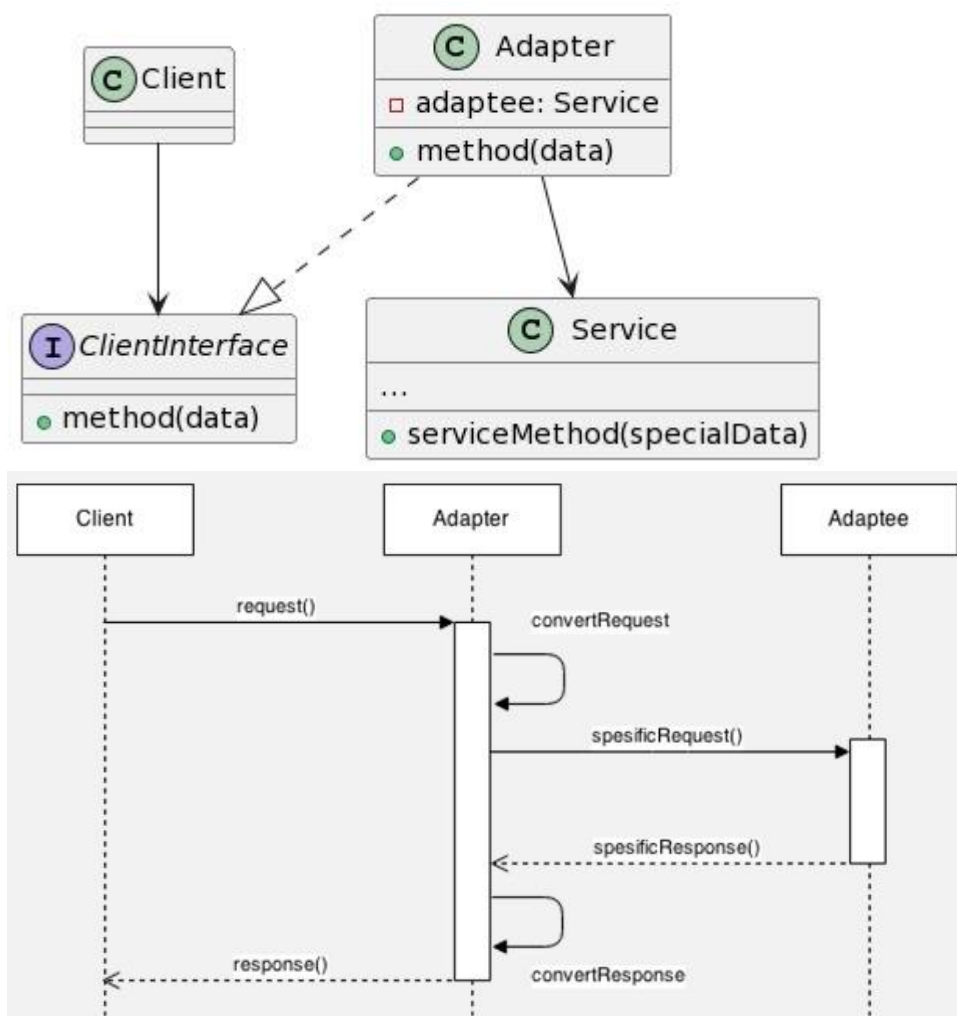 C Client
C Adapter
adaptee: Service
method(data)
I ClientInterface
method(data)
C Service
...
serviceMethod(specialData)
Client
Adapter
Adaptee
request()
convertRequest
spesificRequest()
spesificResponse()
response()
convertResponse